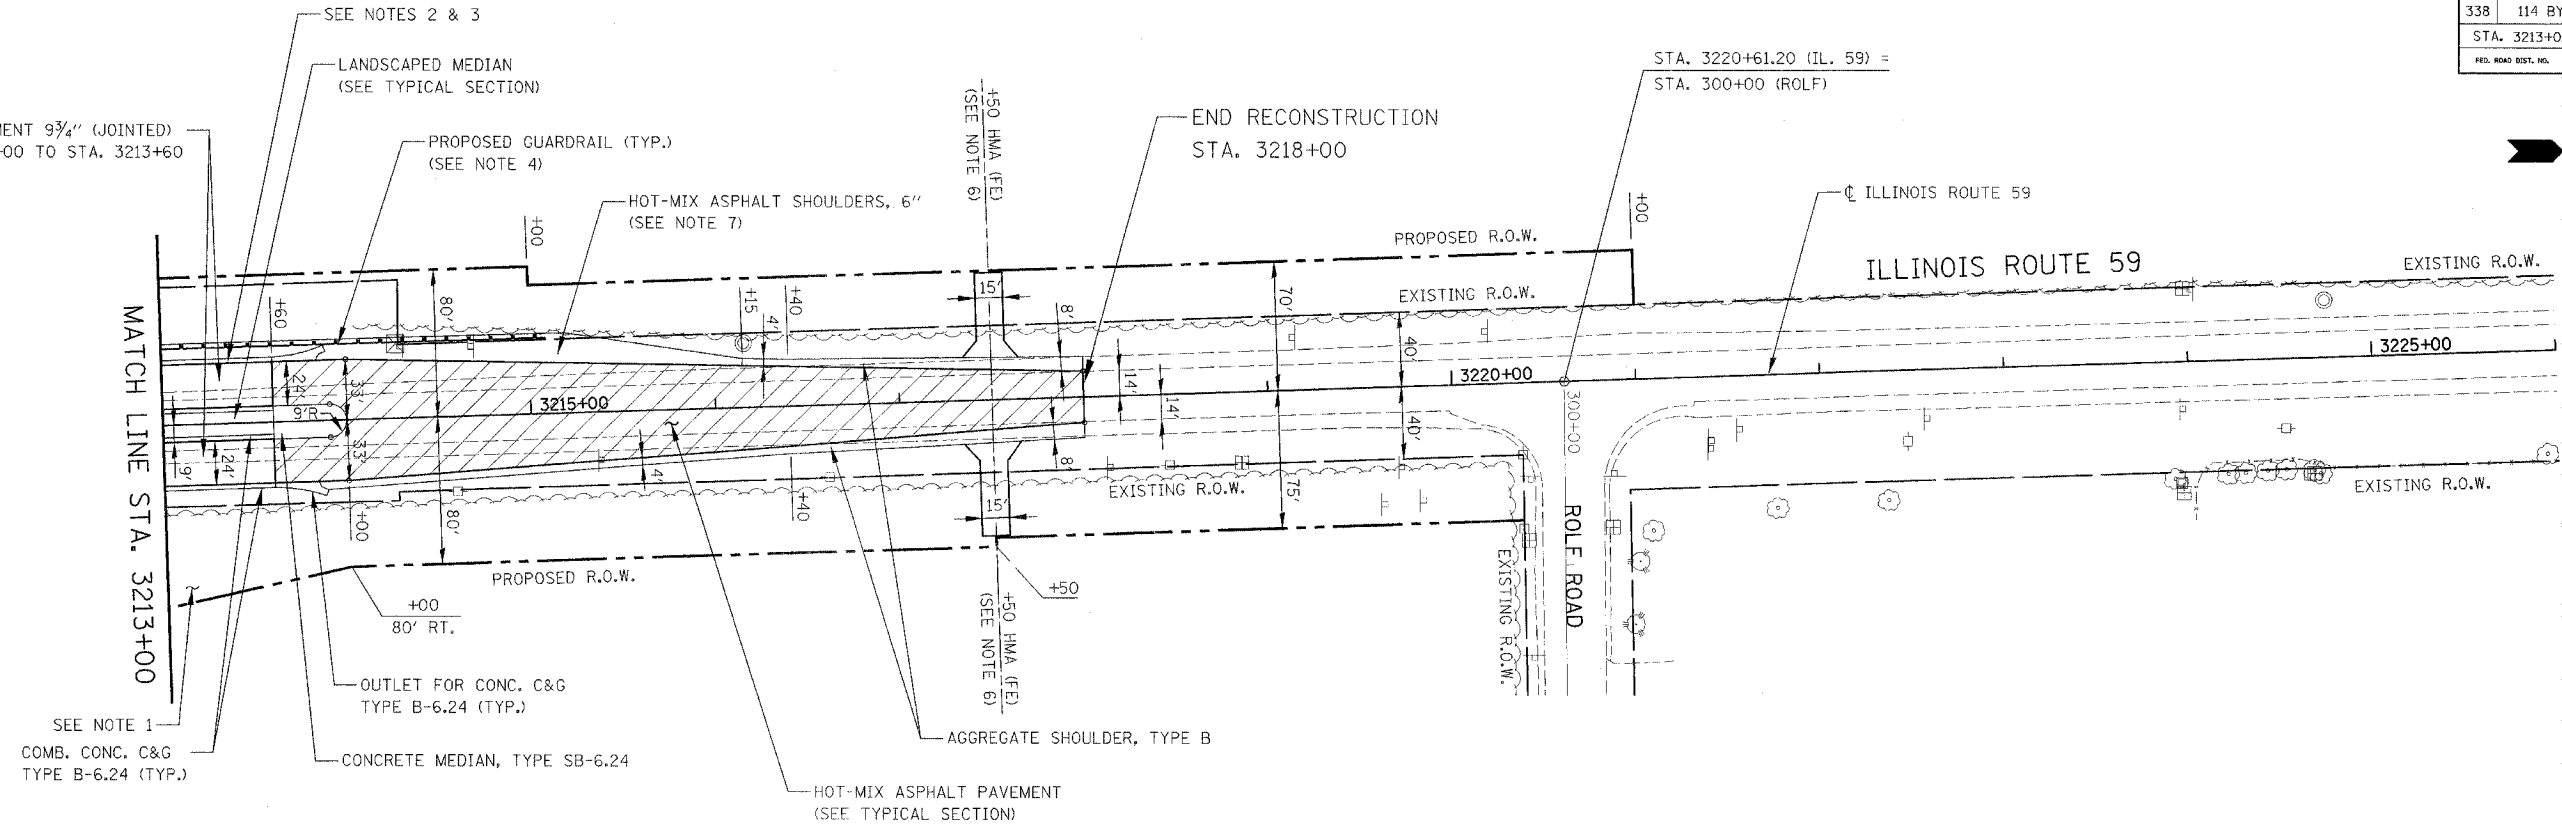 SEE NOTES 2 & 3
LANDSCAPED MEDIAN
(SEE TYPICAL SECTION)
9¾" (JOINTED)
TO STA. 3213+60
PROPOSED GUARDRAIL (TYP.)
(SEE NOTE 4)
HOT-MIX ASPHALT SHOULDERS, 6"
(SEE NOTE 7)
+50 HMA (FE)
(SEE NOTE 6)
END RECONSTRUCTION
STA. 3218+00
STA. 3220+61.20 (IL. 59) =
STA. 300+00 (ROLF)
338
114 BY
STA. 3213+0
FED. ROAD DIST. NO.
℄ ILLINOIS ROUTE 59
ILLINOIS ROUTE 59
EXISTING R.O.W.
PROPOSED R.O.W.
EXISTING R.O.W.
+00
+00
+60
80'
+15
+40
4'
15'
8'
70'
14'
14'
40'
40'
24'
33'
9'R
33'
24'
9'
3215+00
3220+00
3225+00
300+00
4'
8'
15'
75'
+40
+00
80'
EXISTING R.O.W.
EXISTING R.O.W.
EXISTING R.O.W.
ROLF ROAD
MATCH LINE STA. 3213+00
PROPOSED R.O.W.
+00
80' RT.
+50
+50 HMA (FE)
(SEE NOTE 6)
OUTLET FOR CONC. C&G
TYPE B-6.24 (TYP.)
SEE NOTE 1
COMB. CONC. C&G
TYPE B-6.24 (TYP.)
CONCRETE MEDIAN, TYPE SB-6.24
AGGREGATE SHOULDER, TYPE B
HOT-MIX ASPHALT PAVEMENT
(SEE TYPICAL SECTION)